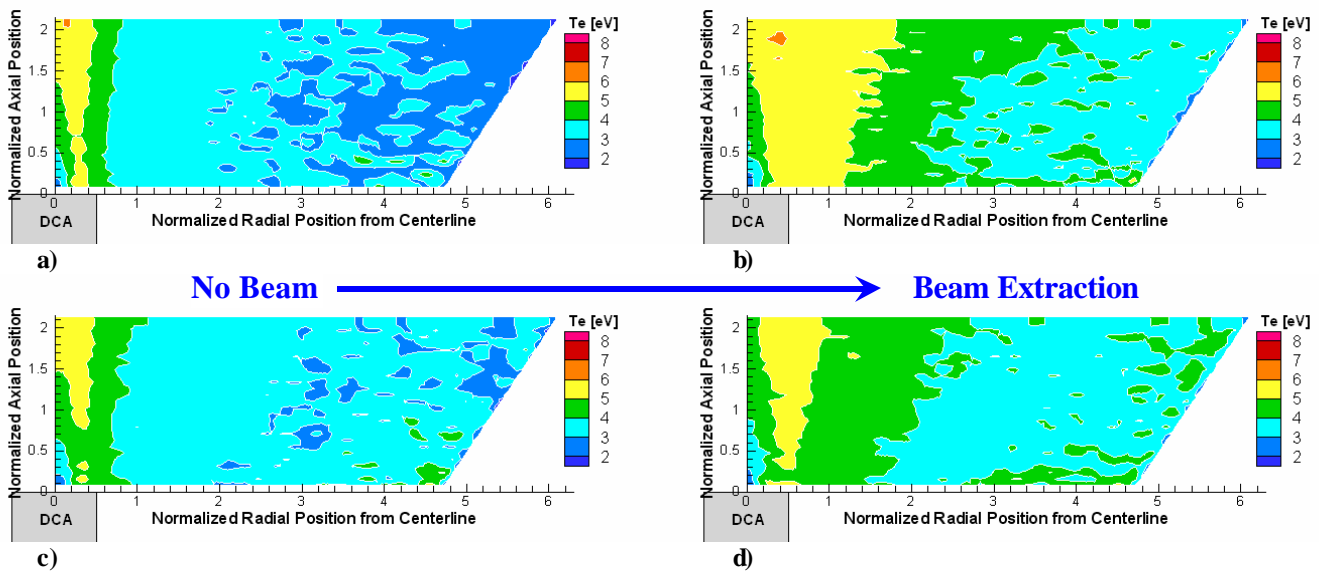 Te [eV]
8
7
6
5
4
3
2
Normalized Axial Position
2
1.5
1
0.5
0
0 1 2 3 4 5 6
Normalized Radial Position from Centerline
DCA
a)
Te [eV]
8
7
6
5
4
3
2
Normalized Axial Position
2
1.5
1
0.5
0
0 1 2 3 4 5 6
Normalized Radial Position from Centerline
DCA
b)
No Beam
Beam Extraction
Te [eV]
8
7
6
5
4
3
2
Normalized Axial Position
2
1.5
1
0.5
0
0 1 2 3 4 5 6
Normalized Radial Position from Centerline
DCA
c)
Te [eV]
8
7
6
5
4
3
2
Normalized Axial Position
2
1.5
1
0.5
0
0 1 2 3 4 5 6
Normalized Radial Position from Centerline
DCA
d)